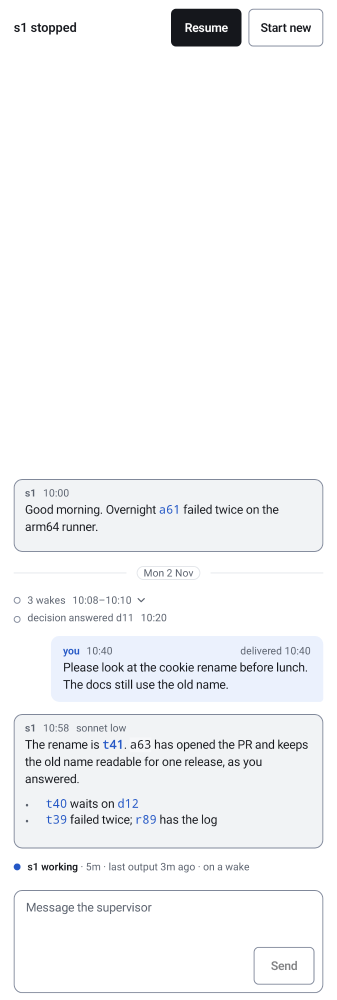 s1 stopped
Resume
Start new
s1 10:00
Good morning. Overnight a61 failed twice on the
arm64 runner.
Mon 2 Nov
3 wakes 10:08–10:10
decision answered d11 10:20
you 10:40 delivered 10:40
Please look at the cookie rename before lunch.
The docs still use the old name.
s1 10:58 sonnet low
The rename is t41. a63 has opened the PR and keeps
the old name readable for one release, as you
answered.
• t40 waits on d12
• t39 failed twice; r89 has the log
s1 working · 5m · last output 3m ago · on a wake
Message the supervisor
Send